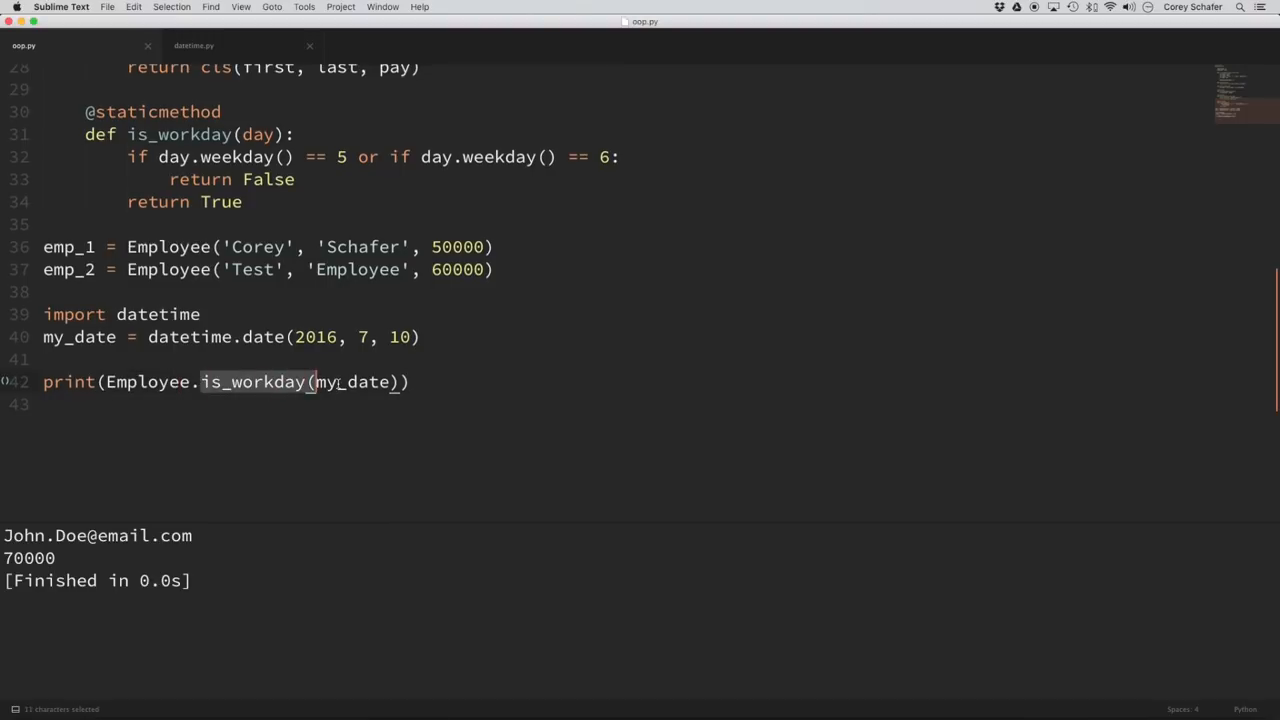 Sublime Text File Edit Selection Find View Goto Tools Project Window Help Corey Schafer
oop.py
oop.py datetime.py
28 return cls(first, last, pay)
29
30 @staticmethod
31 def is_workday(day):
32 if day.weekday() == 5 or if day.weekday() == 6:
33 return False
34 return True
35
36 emp_1 = Employee('Corey', 'Schafer', 50000)
37 emp_2 = Employee('Test', 'Employee', 60000)
38
39 import datetime
40 my_date = datetime.date(2016, 7, 10)
41
42 print(Employee.is_workday(my_date))
43
John.Doe@email.com
70000
[Finished in 0.0s]
11 characters selected Spaces: 4 Python